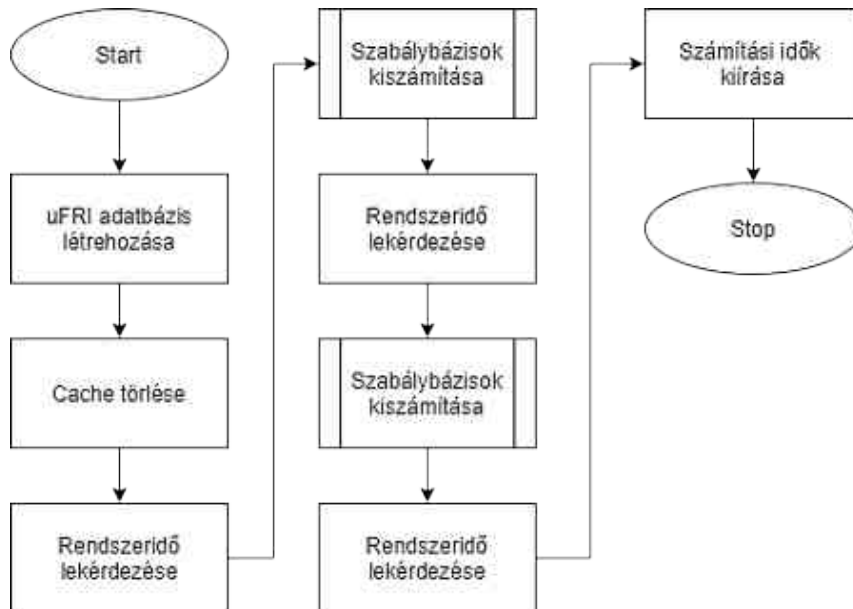 Start
uFRI adatbázis
létrehozása
Cache törlése
Rendszeridő
lekérdezése
Szabálybázisok
kiszámítása
Rendszeridő
lekérdezése
Szabálybázisok
kiszámítása
Rendszeridő
lekérdezése
Számítási idők
kiírása
Stop